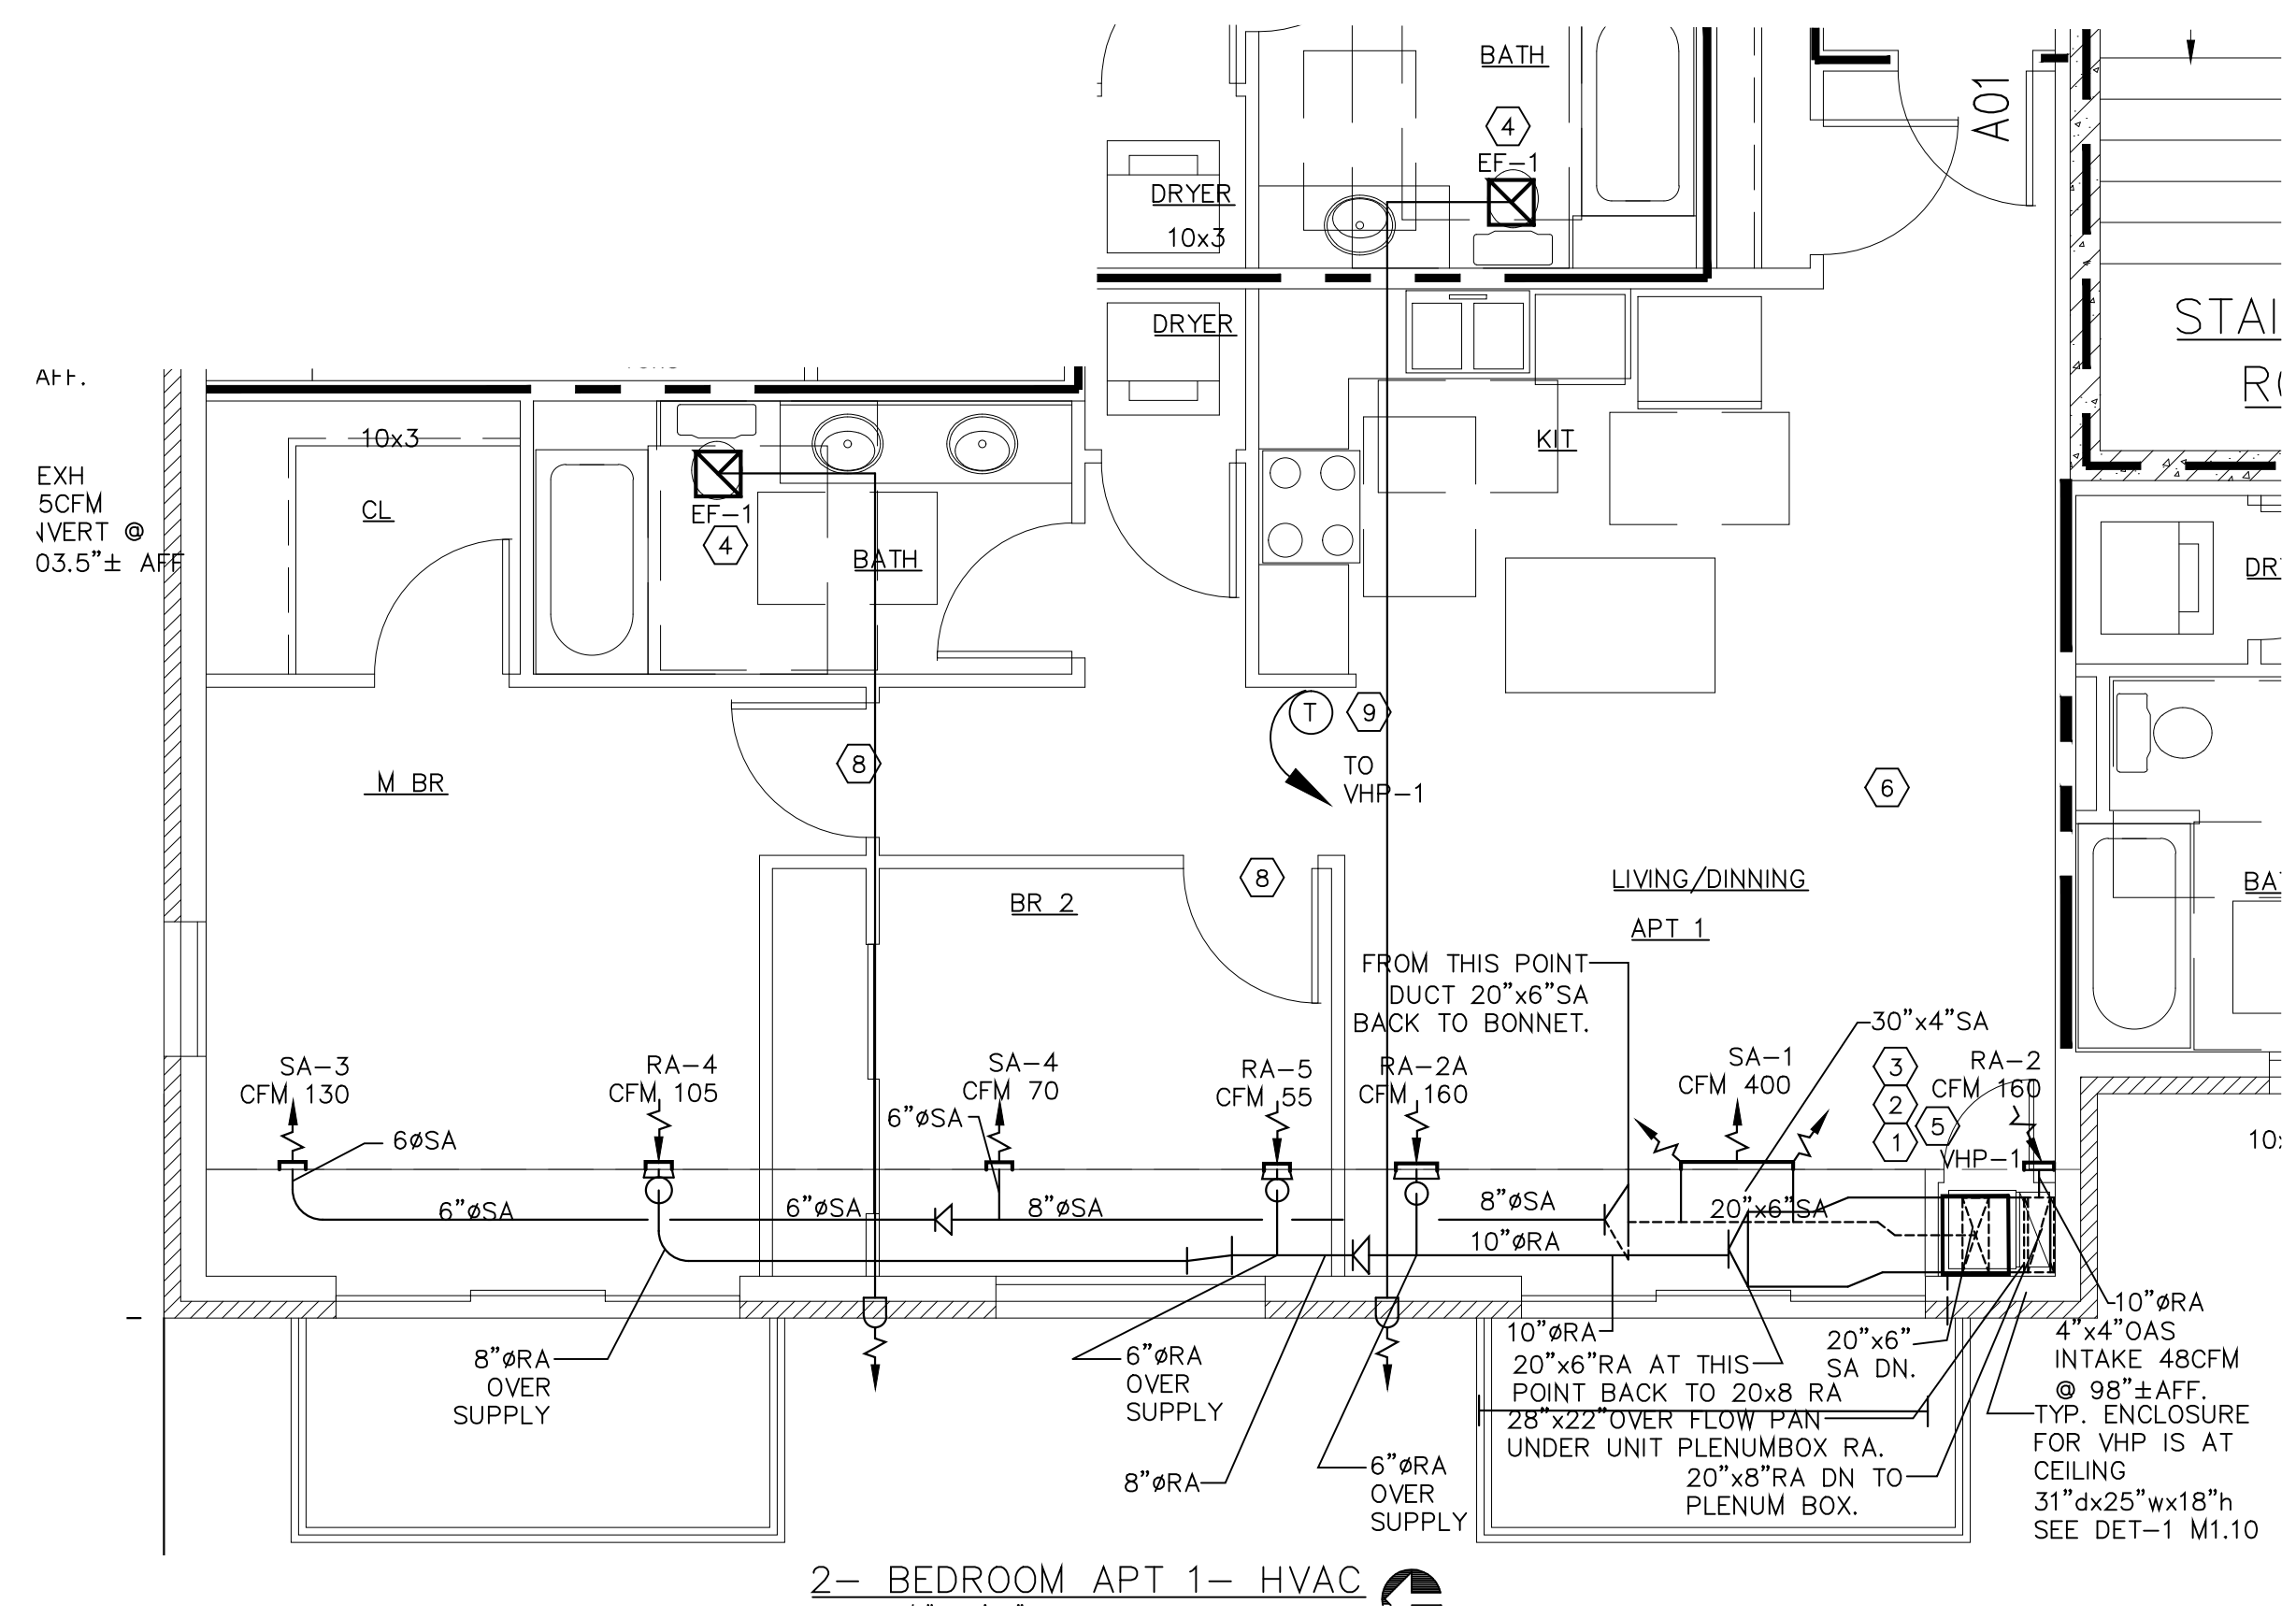 BATH
4
EF-1
A01
DRYER
10x3
STAI
DRYER
AFF.
10x3
KIT
EXH
5CFM
CL
EF-1
VERT @
4
BATH
03.5"± AFF
T
9
TO
VHP-1
8
M BR
6
8
LIVING/DINNING
BR 2
APT 1
FROM THIS POINT
DUCT 20"x6"SA
BACK TO BONNET.
30"x4"SA
SA-3
CFM 130
RA-4
CFM 105
SA-4
CFM 70
RA-5
CFM 55
RA-2A
CFM 160
SA-1
CFM 400
3
2
1
RA-2
CFM 160
5
VHP-1
6"øSA
6øSA
6"øSA
6"øSA
8"øSA
8"øSA
20"x6"SA
10"øRA
10"øRA
4"x4"OAS
INTAKE 48CFM
@ 98"±AFF.
TYP. ENCLOSURE
FOR VHP IS AT
CEILING
31"dx25"wx18"h
SEE DET-1 M1.10
10"øRA
20"x6"
SA DN.
20"x6"RA AT THIS
POINT BACK TO 20x8 RA
28"x22"OVER FLOW PAN
UNDER UNIT PLENUMBOX RA.
20"x8"RA DN TO
PLENUM BOX.
8"øRA
OVER
SUPPLY
6"øRA
OVER
SUPPLY
8"øRA
6"øRA
OVER
SUPPLY
2- BEDROOM APT 1- HVAC